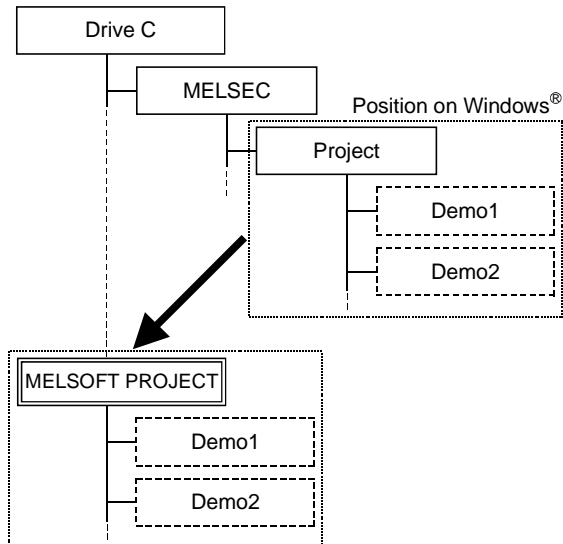 Drive C
MELSEC
Position on Windows®
Project
Demo1
Demo2
MELSOFT PROJECT
Demo1
Demo2